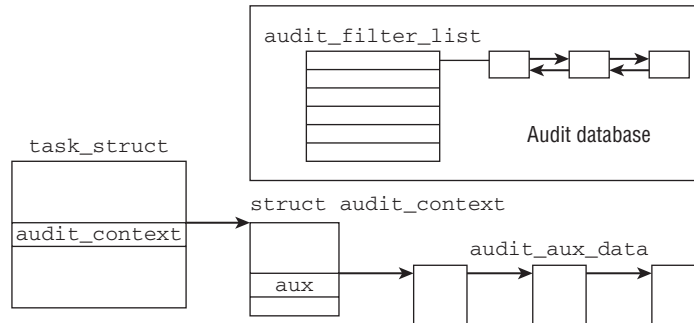 audit_filter_list
Audit database
task_struct
struct audit_context
audit_context
audit_aux_data
aux